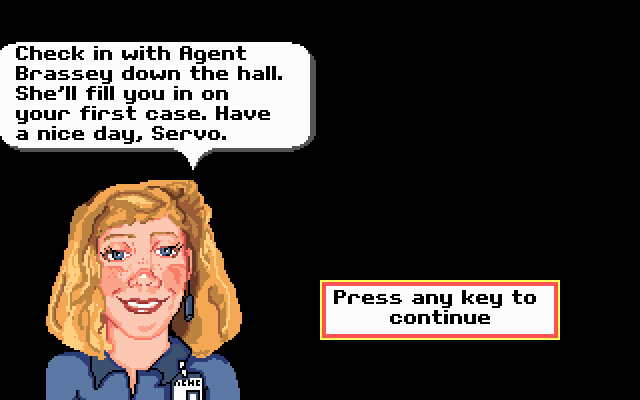 Check in with Agent
Brassey down the hall.
She'll fill you in on
your first case. Have
a nice day, Servo.
Press any key to
continue